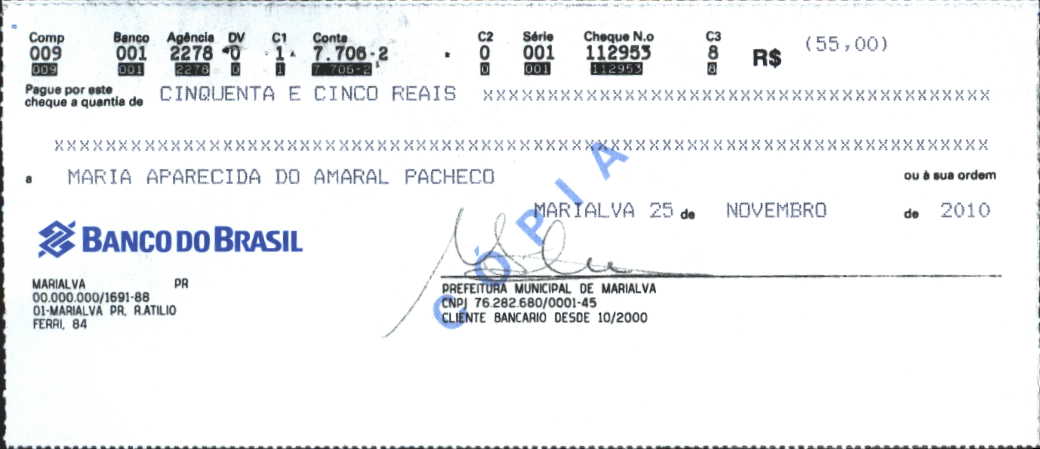 Comp Banco Agência DV C1 Conta C2 Série Cheque N.o C3
009 001 2278 0 1 7.706-2 0 001 112953 8 R$ (55,00)
009 001 2278 0 1 7.706-2 0 001 112953 8
Pague por este
cheque a quantia de CINQUENTA E CINCO REAIS XXXXXXXXXXXXXXXXXXXXXXXXXXXXXXXXXXXXXXX
XXXXXXXXXXXXXXXXXXXXXXXXXXXXXXXXXXXXXXXXXXXXXXXXXXXXXXXXXXXXXXXXXXXXXXXXX
a MARIA APARECIDA DO AMARAL PACHECO ou à sua ordem
MARIALVA 25 de NOVEMBRO de 2010
CÓPIA
BANCO DO BRASIL
MARIALVA PR
00.000.000/1691-88
01-MARIALVA PR, R.ATILIO
FERRI, 84
PREFEITURA MUNICIPAL DE MARIALVA
CNPJ 76.282.680/0001-45
CLIENTE BANCARIO DESDE 10/2000